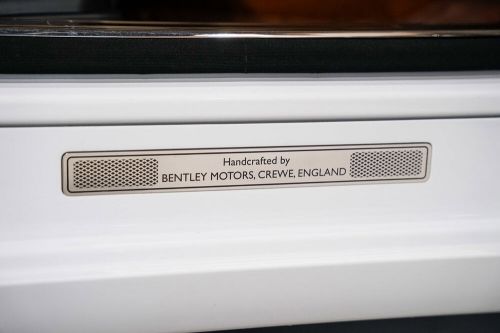 Handcrafted by
BENTLEY MOTORS, CREWE, ENGLAND